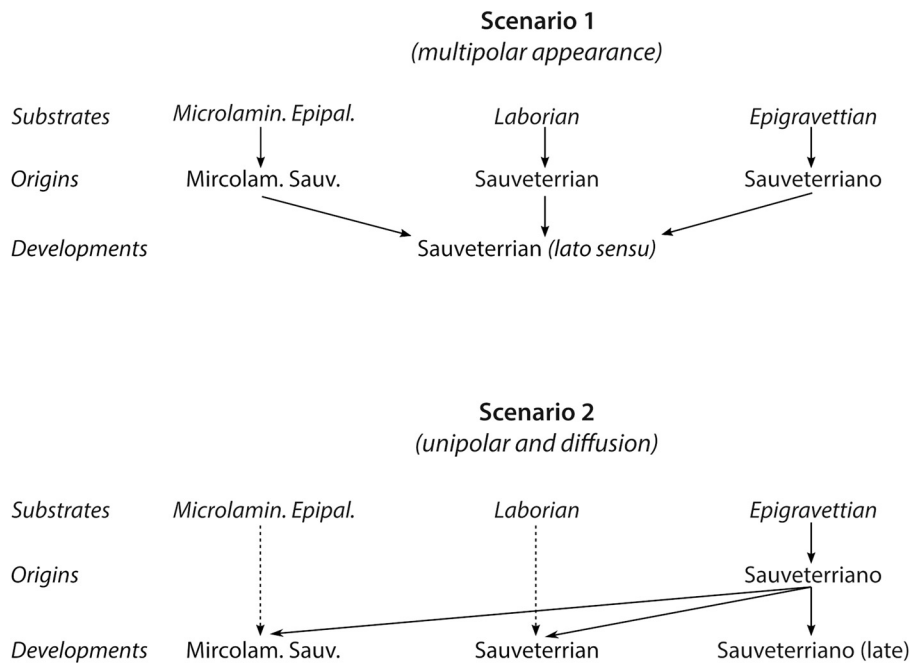 Scenario 1
(multipolar appearance)
Substrates Microlamin. Epipal. Laborian Epigravettian
Origins Mircolam. Sauv. Sauveterrian Sauveterriano
Developments Sauveterrian (lato sensu)
Scenario 2
(unipolar and diffusion)
Substrates Microlamin. Epipal. Laborian Epigravettian
Origins Sauveterriano
Developments Mircolam. Sauv. Sauveterrian Sauveterriano (late)